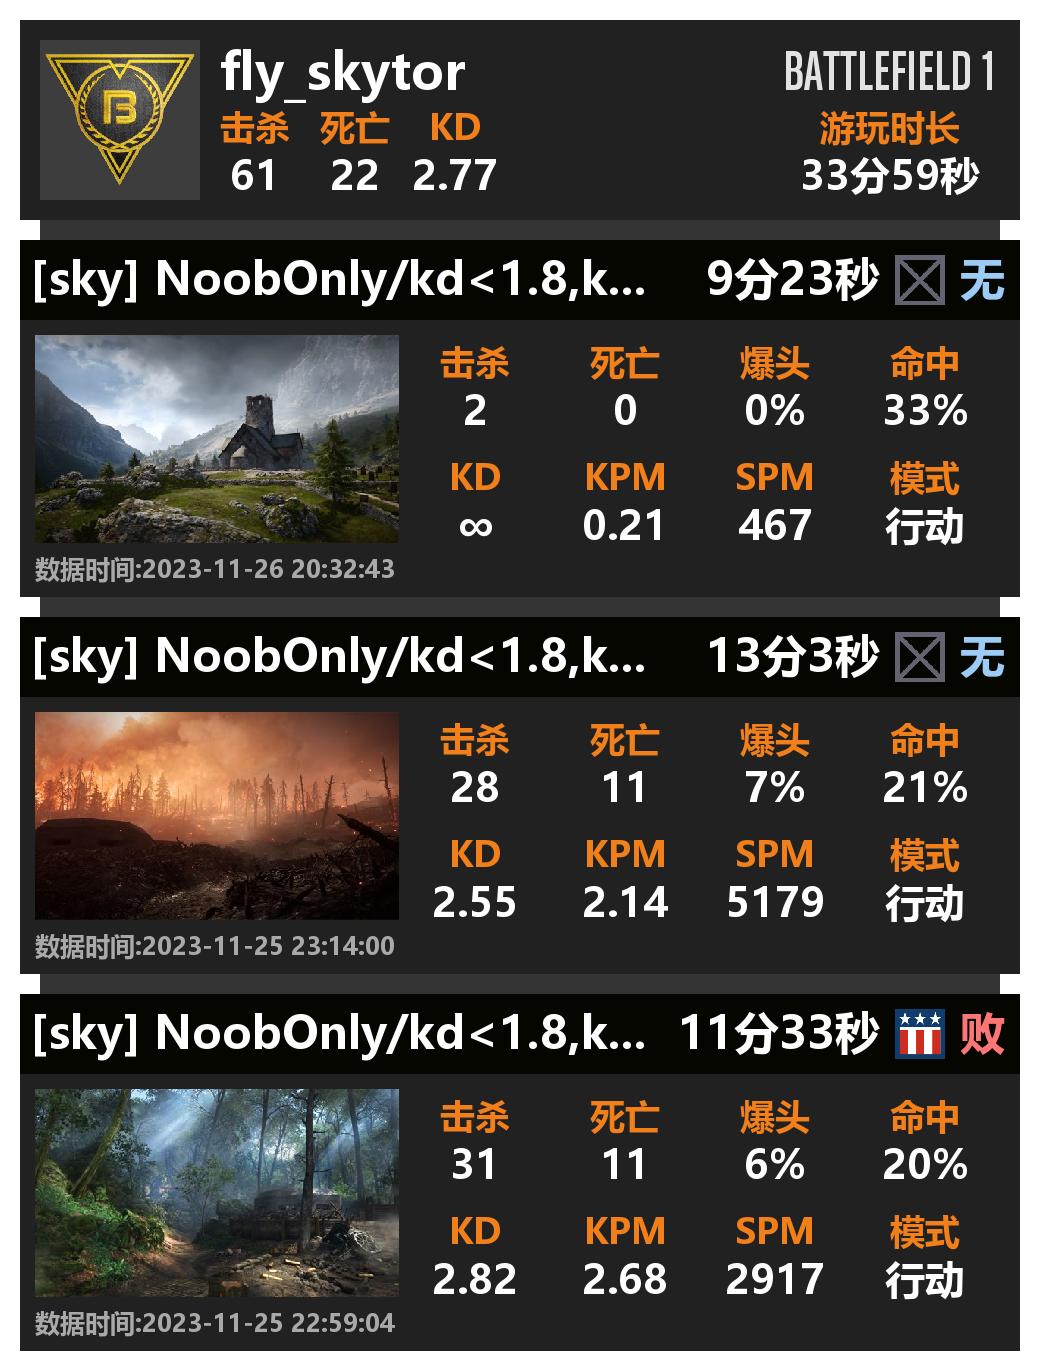 fly_skytor
BATTLEFIELD 1
击杀 死亡 KD 游玩时长
61 22 2.77 33分59秒
[sky] NoobOnly/kd<1.8,k... 9分23秒 无
击杀 死亡 爆头 命中
2 0 0% 33%
KD KPM SPM 模式
∞ 0.21 467 行动
数据时间:2023-11-26 20:32:43
[sky] NoobOnly/kd<1.8,k... 13分3秒 无
击杀 死亡 爆头 命中
28 11 7% 21%
KD KPM SPM 模式
2.55 2.14 5179 行动
数据时间:2023-11-25 23:14:00
[sky] NoobOnly/kd<1.8,k... 11分33秒 败
击杀 死亡 爆头 命中
31 11 6% 20%
KD KPM SPM 模式
2.82 2.68 2917 行动
数据时间:2023-11-25 22:59:04